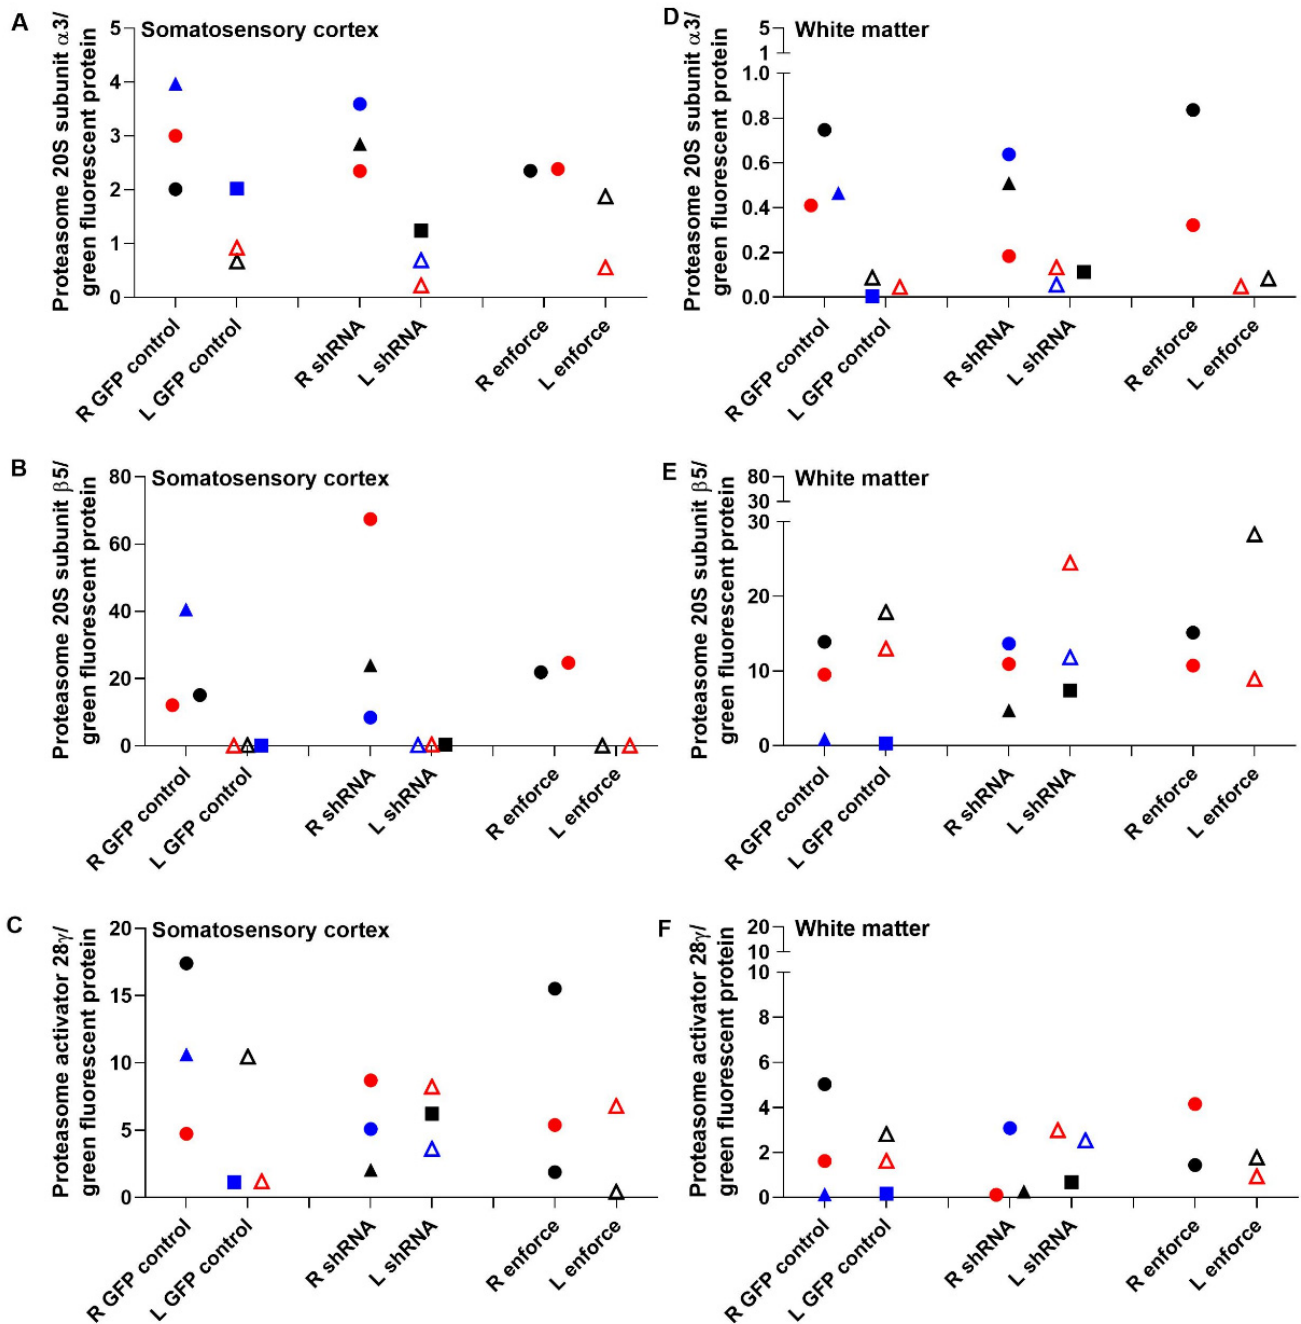 A
Somatosensory cortex
Proteasome 20S subunit α3/
green fluorescent protein
5
4
3
2
1
0
R GFP control
L GFP control
R shRNA
L shRNA
R enforce
L enforce
D
White matter
Proteasome 20S subunit α3/
green fluorescent protein
5
1
1.0
0.8
0.6
0.4
0.2
0.0
R GFP control
L GFP control
R shRNA
L shRNA
R enforce
L enforce
B
Somatosensory cortex
Proteasome 20S subunit β5/
green fluorescent protein
80
60
40
20
0
R GFP control
L GFP control
R shRNA
L shRNA
R enforce
L enforce
E
White matter
Proteasome 20S subunit β5/
green fluorescent protein
80
30
30
20
10
0
R GFP control
L GFP control
R shRNA
L shRNA
R enforce
L enforce
C
Somatosensory cortex
Proteasome activator 28γ/
green fluorescent protein
20
15
10
5
0
R GFP control
L GFP control
R shRNA
L shRNA
R enforce
L enforce
F
White matter
Proteasome activator 28γ/
green fluorescent protein
20
10
10
8
6
4
2
0
R GFP control
L GFP control
R shRNA
L shRNA
R enforce
L enforce